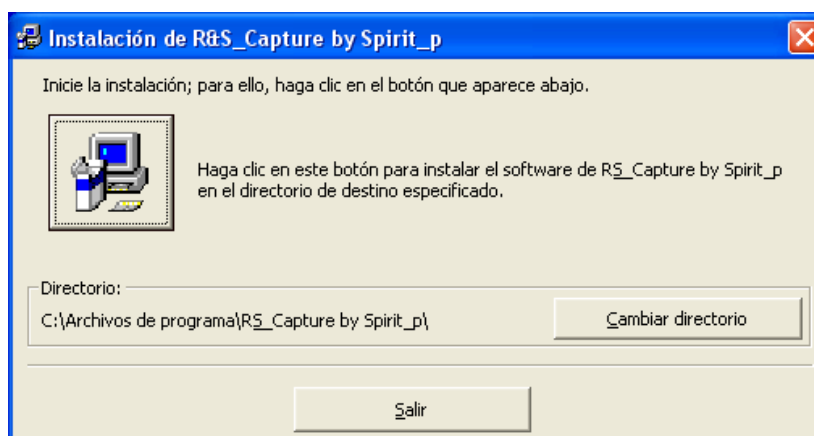 Instalación de R&S_Capture by Spirit_p
Inicie la instalación; para ello, haga clic en el botón que aparece abajo.
Haga clic en este botón para instalar el software de RS_Capture by Spirit_p
en el directorio de destino especificado.
Directorio:
C:\Archivos de programa\RS_Capture by Spirit_p\
Cambiar directorio
Salir